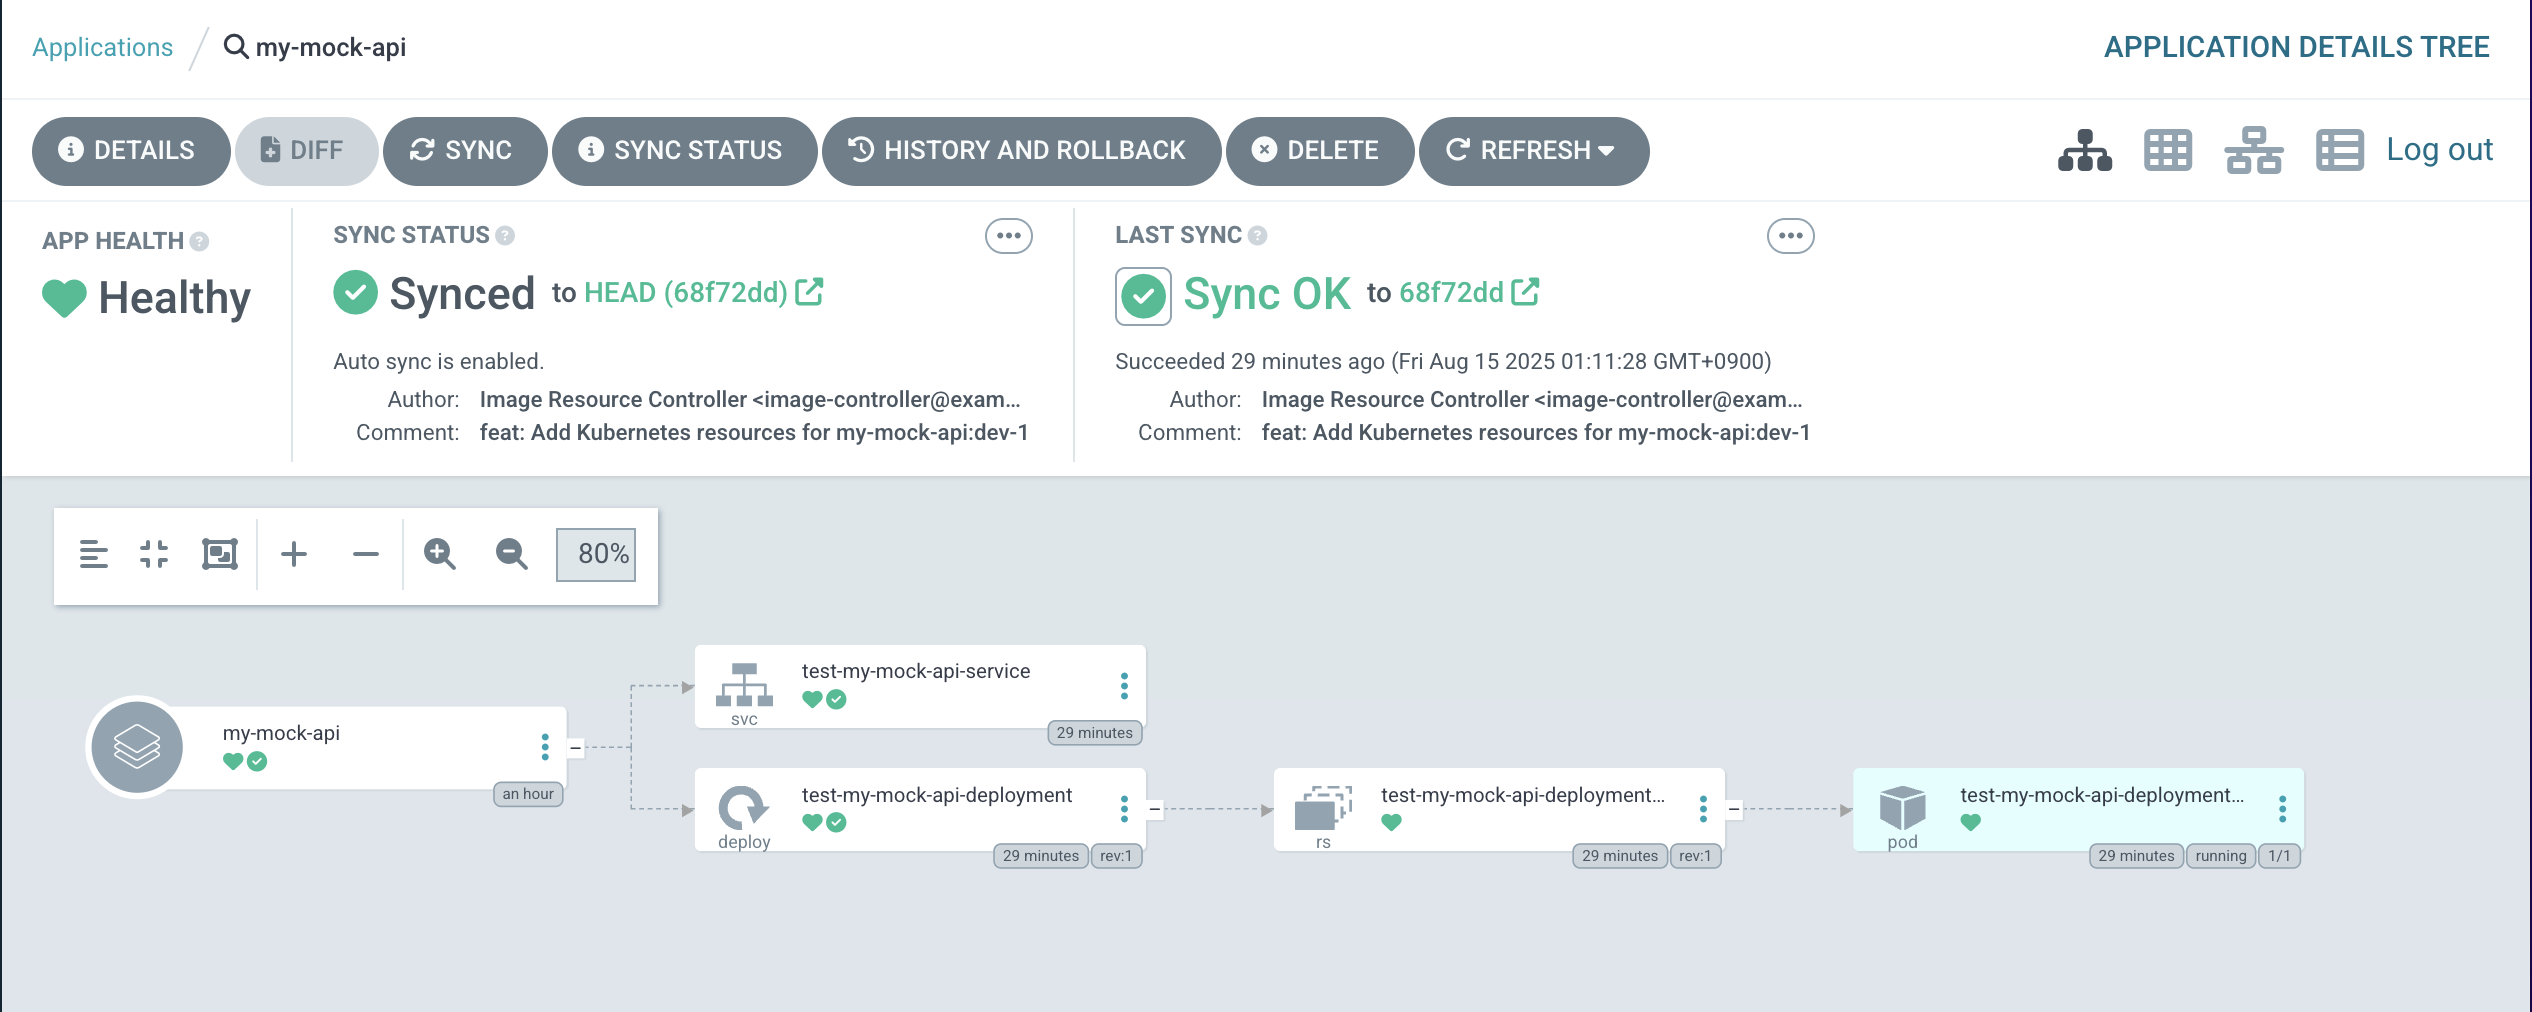 Applications / my-mock-api
APPLICATION DETAILS TREE
DETAILS
DIFF
SYNC
SYNC STATUS
HISTORY AND ROLLBACK
DELETE
REFRESH
Log out
APP HEALTH
Healthy
SYNC STATUS
Synced to HEAD (68f72dd)
Auto sync is enabled.
Author: Image Resource Controller <image-controller@exam...
Comment: feat: Add Kubernetes resources for my-mock-api:dev-1
LAST SYNC
Sync OK to 68f72dd
Succeeded 29 minutes ago (Fri Aug 15 2025 01:11:28 GMT+0900)
Author: Image Resource Controller <image-controller@exam...
Comment: feat: Add Kubernetes resources for my-mock-api:dev-1
80%
my-mock-api
an hour
svc
test-my-mock-api-service
29 minutes
deploy
test-my-mock-api-deployment
29 minutes
rev:1
rs
test-my-mock-api-deployment...
29 minutes
rev:1
pod
test-my-mock-api-deployment...
29 minutes
running
1/1